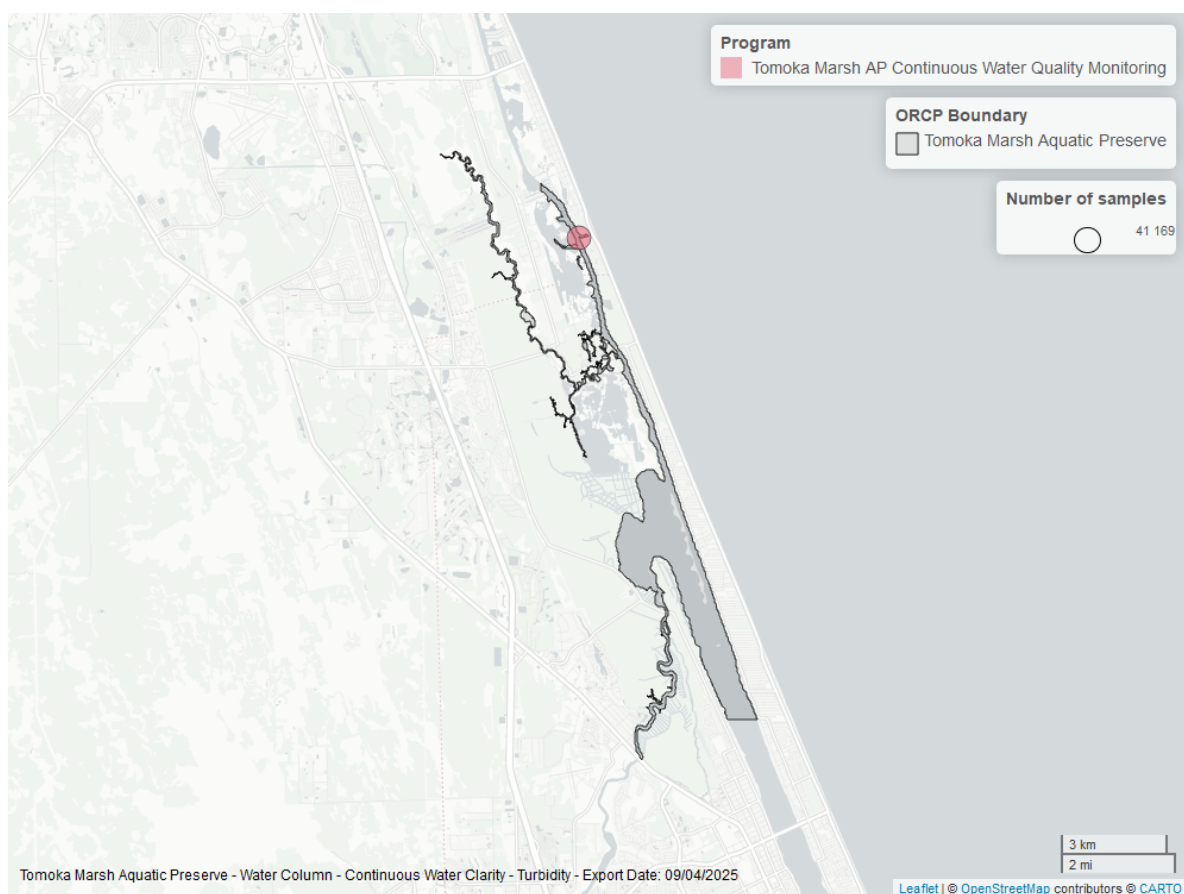 Program
Tomoka Marsh AP Continuous Water Quality Monitoring
ORCP Boundary
Tomoka Marsh Aquatic Preserve
Number of samples
41 169
3 km
2 mi
Tomoka Marsh Aquatic Preserve - Water Column - Continuous Water Clarity - Turbidity - Export Date: 09/04/2025
Leaflet | © OpenStreetMap contributors © CARTO